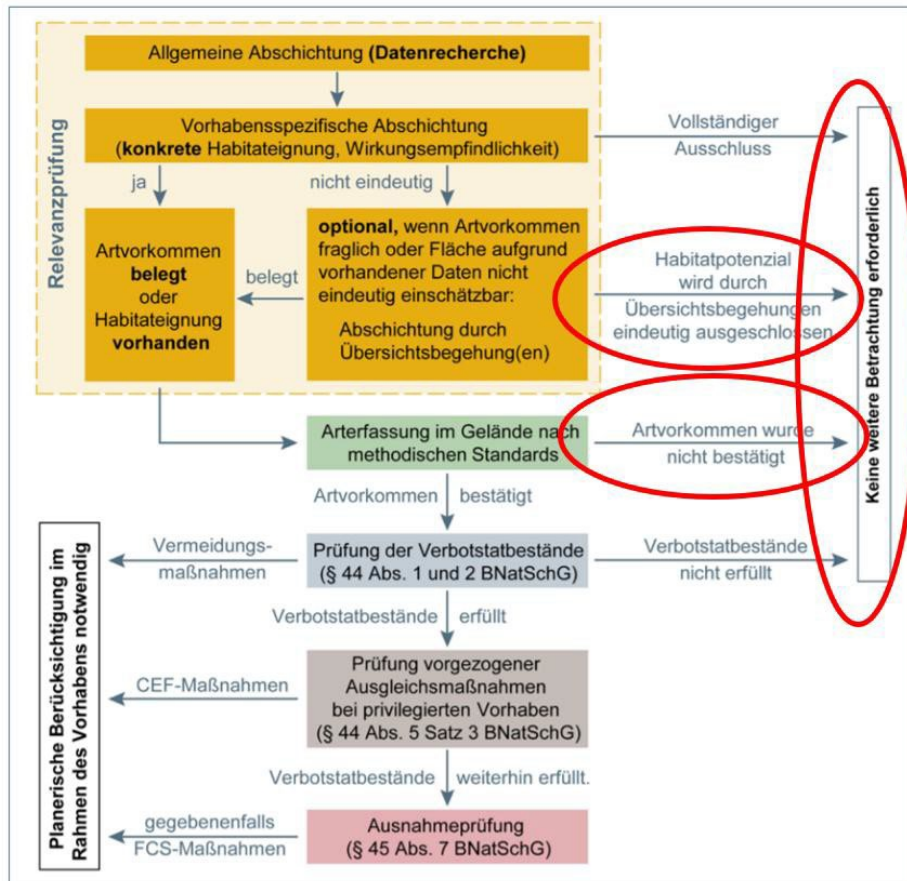 Relevanzprüfung
Allgemeine Abschichtung (Datenrecherche)
Vorhabensspezifische Abschichtung
(konkrete Habitateignung, Wirkungsempfindlichkeit)
Vollständiger
Ausschluss
ja
nicht eindeutig
Artvorkommen
belegt
oder
Habitateignung
vorhanden
belegt
optional, wenn Artvorkommen
fraglich oder Fläche aufgrund
vorhandener Daten nicht
eindeutig einschätzbar:
Abschichtung durch
Übersichtsbegehung(en)
Habitatpotenzial
wird durch
Übersichtsbegehungen
eindeutig ausgeschlossen
Keine weitere Betrachtung erforderlich
Arterfassung im Gelände nach
methodischen Standards
Artvorkommen wurde
nicht bestätigt
Artvorkommen bestätigt
Planerische Berücksichtigung im
Rahmen des Vorhabens notwendig
Vermeidungs-
maßnahmen
Prüfung der Verbotstatbestände
(§ 44 Abs. 1 und 2 BNatSchG)
Verbotstatbestände
nicht erfüllt
Verbotstatbestände erfüllt
CEF-Maßnahmen
Prüfung vorgezogener
Ausgleichsmaßnahmen
bei privilegierten Vorhaben
(§ 44 Abs. 5 Satz 3 BNatSchG)
Verbotstatbestände weiterhin erfüllt.
gegebenenfalls
FCS-Maßnahmen
Ausnahmeprüfung
(§ 45 Abs. 7 BNatSchG)